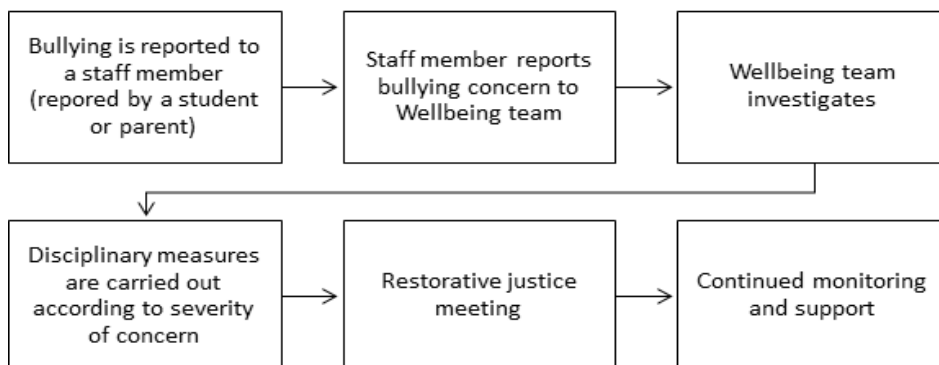 Bullying is reported to
a staff member
(repored by a student
or parent)
Staff member reports
bullying concern to
Wellbeing team
Wellbeing team
investigates
Disciplinary measures
are carried out
according to severity
of concern
Restorative justice
meeting
Continued monitoring
and support